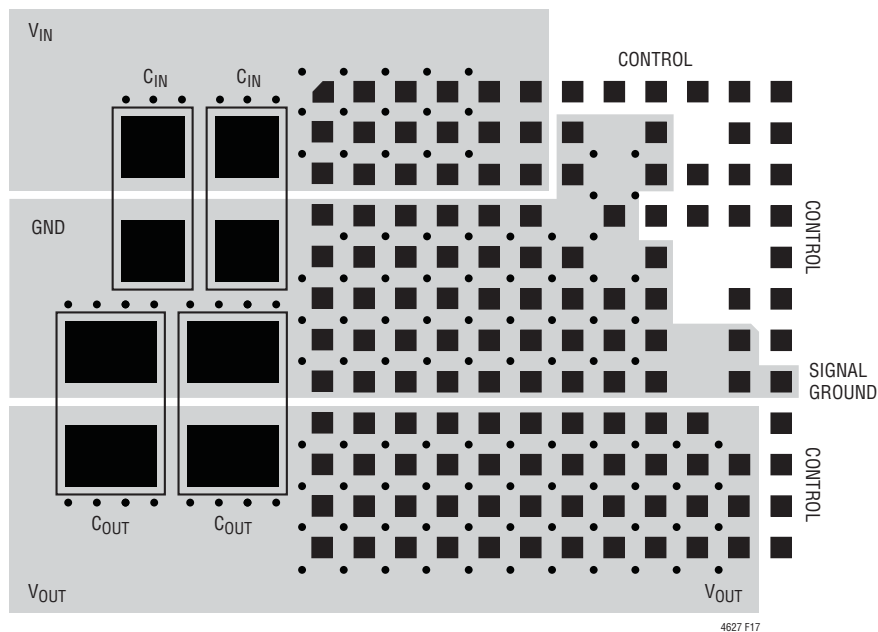 VIN
CONTROL
CIN
CIN
GND
CONTROL
SIGNAL
GROUND
CONTROL
COUT
COUT
VOUT
VOUT
4627 F17